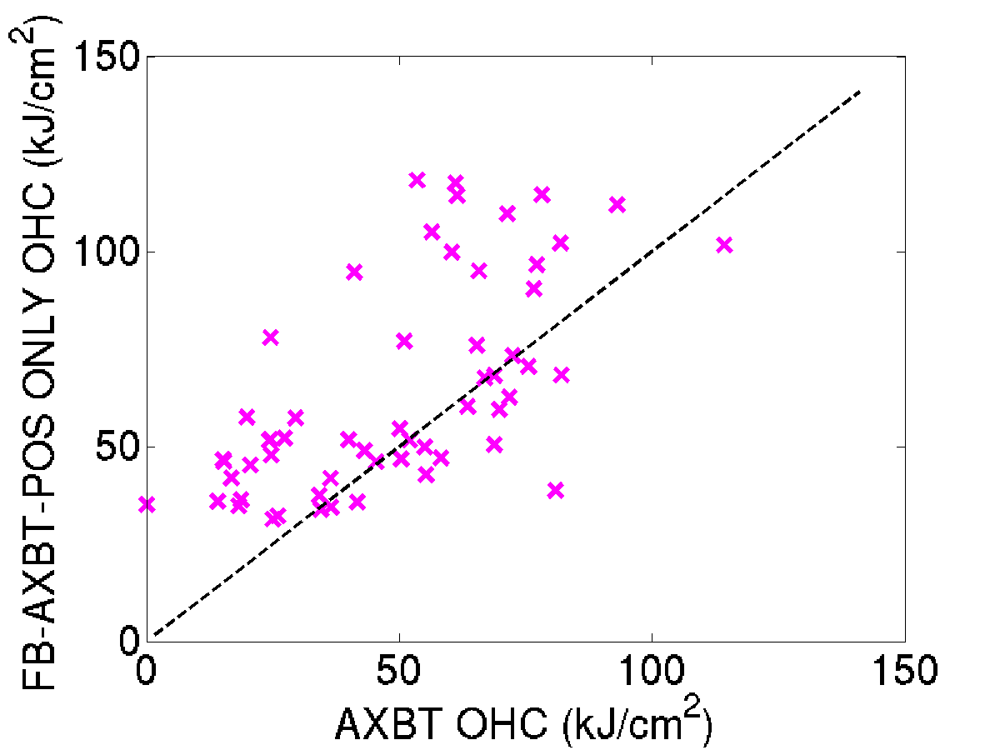 FB-AXBT-POS ONLY OHC (kJ/cm²)
150
100
50
0
0 50 100 150
AXBT OHC (kJ/cm²)